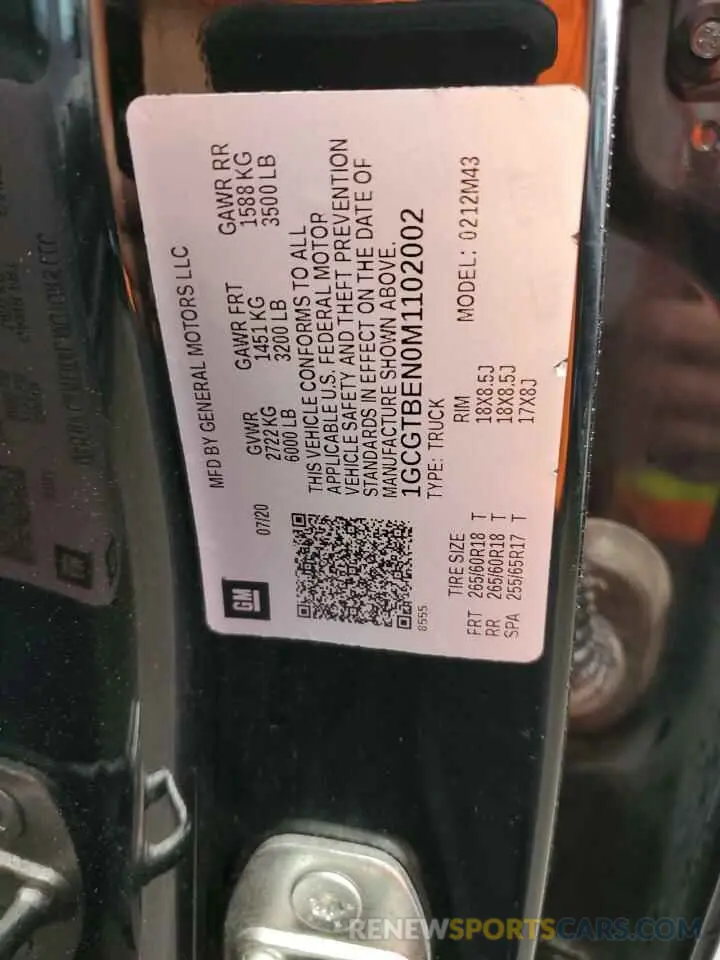 MFD BY GENERAL MOTORS LLC
GM
07/20
GVWR GAWR FRT GAWR RR
2722 KG 1451 KG 1588 KG
6000 LB 3200 LB 3500 LB
THIS VEHICLE CONFORMS TO ALL
APPLICABLE U.S. FEDERAL MOTOR
VEHICLE SAFETY AND THEFT PREVENTION
STANDARDS IN EFFECT ON THE DATE OF
MANUFACTURE SHOWN ABOVE.
1GCGTBEN0M1102002
8555
TYPE: TRUCK MODEL: 0212M43
TIRE SIZE RIM
FRT 265/60R18 T 18X8.5J
RR 265/60R18 T 18X8.5J
SPA 255/65R17 T 17X8J
RENEWSPORTSCARS.COM